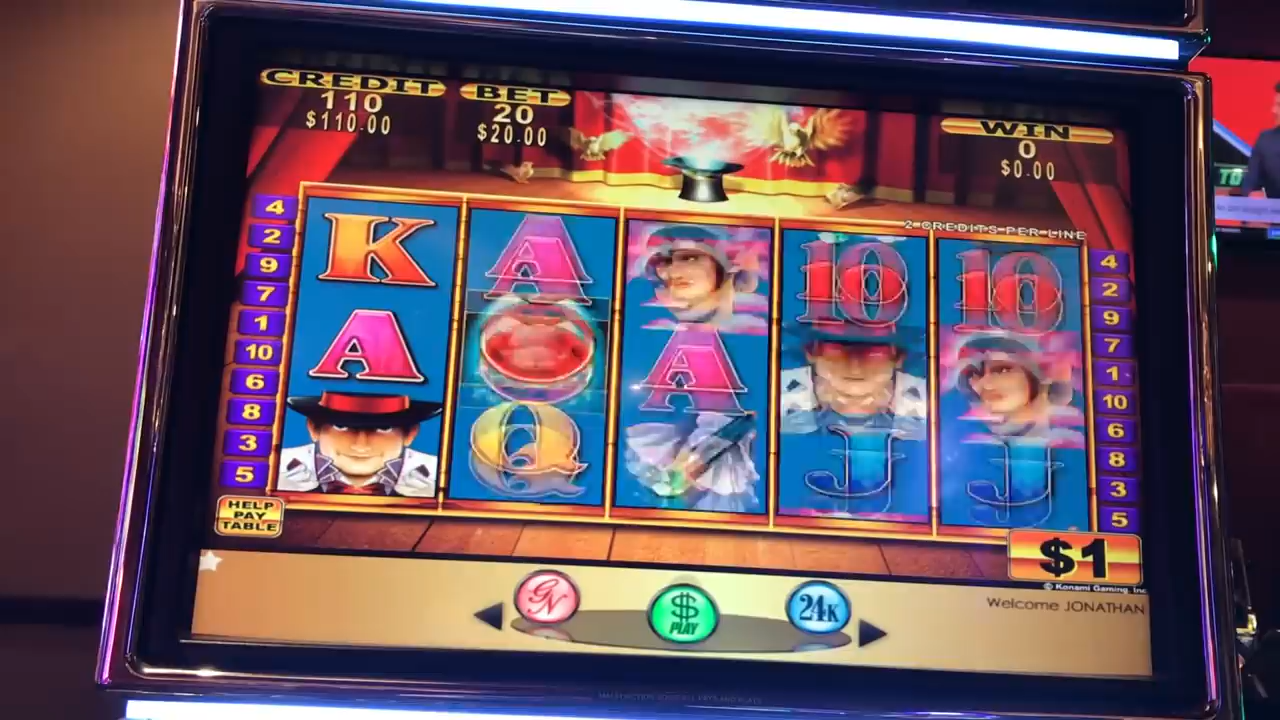 CREDIT
110
$110.00
BET
20
$20.00
WIN
0
$0.00
2 CREDITS PER LINE
4
2
9
7
1
10
6
8
3
5
K
A
A
Q
A
10
J
10
J
4
2
9
7
1
10
6
8
3
5
HELP
PAY
TABLE
$1
© Konami Gaming, Inc
Welcome JONATHAN
GN
$
PLAY
24K
TO